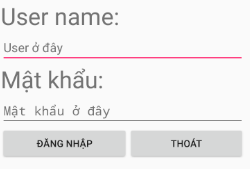 User name:
User ở đây
Mật khẩu:
Mật khẩu ở đây
ĐĂNG NHẬP THOÁT